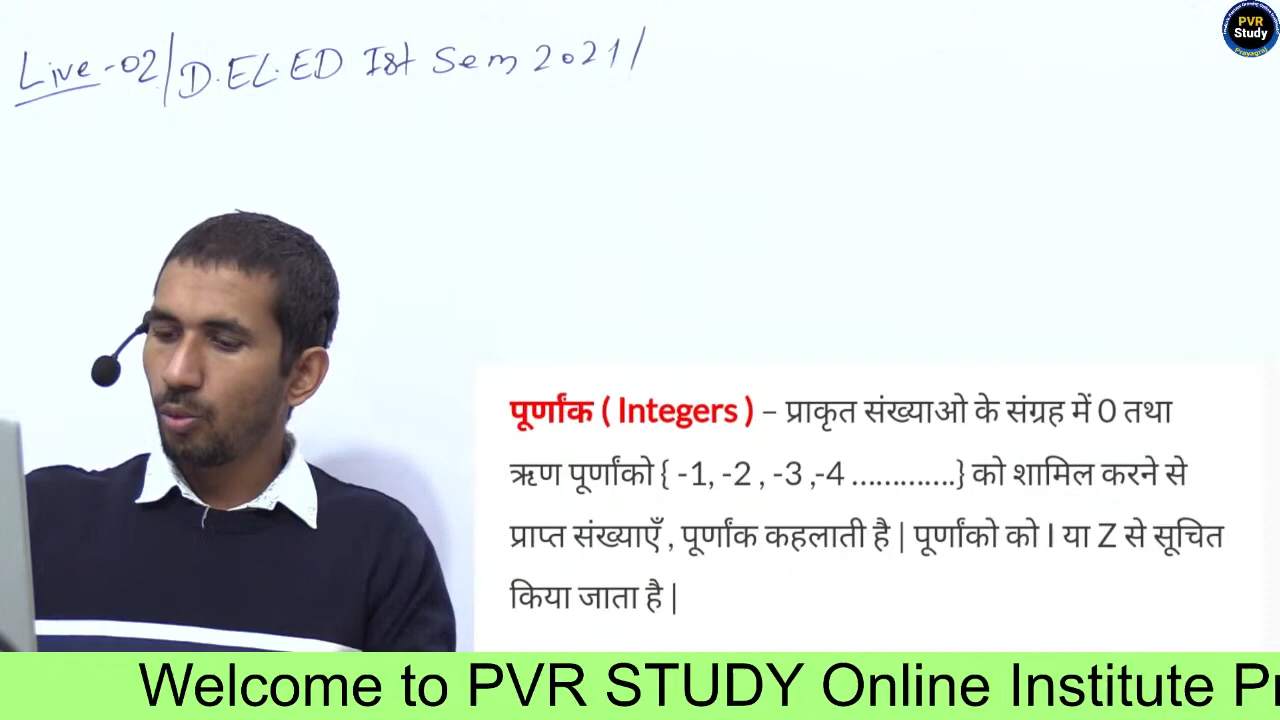 Live-02/D.EL.ED Ist Sem 2021/
PVR
Study
Prayagraj
पूर्णांक ( Integers ) – प्राकृत संख्याओ के संग्रह में 0 तथा
ऋण पूर्णांको { -1, -2 , -3 ,-4 .............} को शामिल करने से
प्राप्त संख्याएँ , पूर्णांक कहलाती है | पूर्णांको को I या Z से सूचित
किया जाता है |
Welcome to PVR STUDY Online Institute Pr